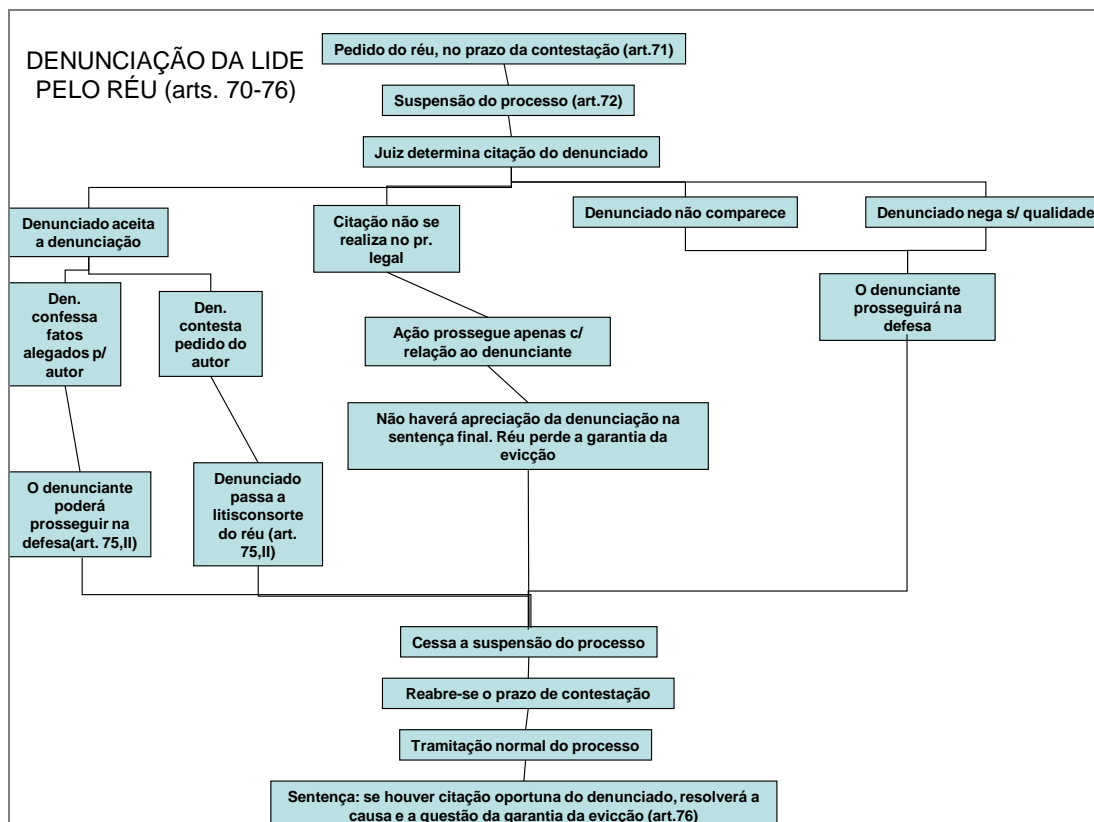 DENUNCIAÇÃO DA LIDE
PELO RÉU (arts. 70-76)
Pedido do réu, no prazo da contestação (art.71)
Suspensão do processo (art.72)
Juiz determina citação do denunciado
Denunciado aceita
a denunciação
Citação não se
realiza no pr.
legal
Denunciado não comparece
Denunciado nega s/ qualidade
Den.
confessa
fatos
alegados p/
autor
Den.
contesta
pedido do
autor
Ação prossegue apenas c/
relação ao denunciante
O denunciante
prosseguirá na
defesa
Não haverá apreciação da denunciação na
sentença final. Réu perde a garantia da
evicção
O denunciante
poderá
prosseguir na
defesa(art. 75,II)
Denunciado
passa a
litisconsorte
do réu (art.
75,II)
Cessa a suspensão do processo
Reabre-se o prazo de contestação
Tramitação normal do processo
Sentença: se houver citação oportuna do denunciado, resolverá a
causa e a questão da garantia da evicção (art.76)